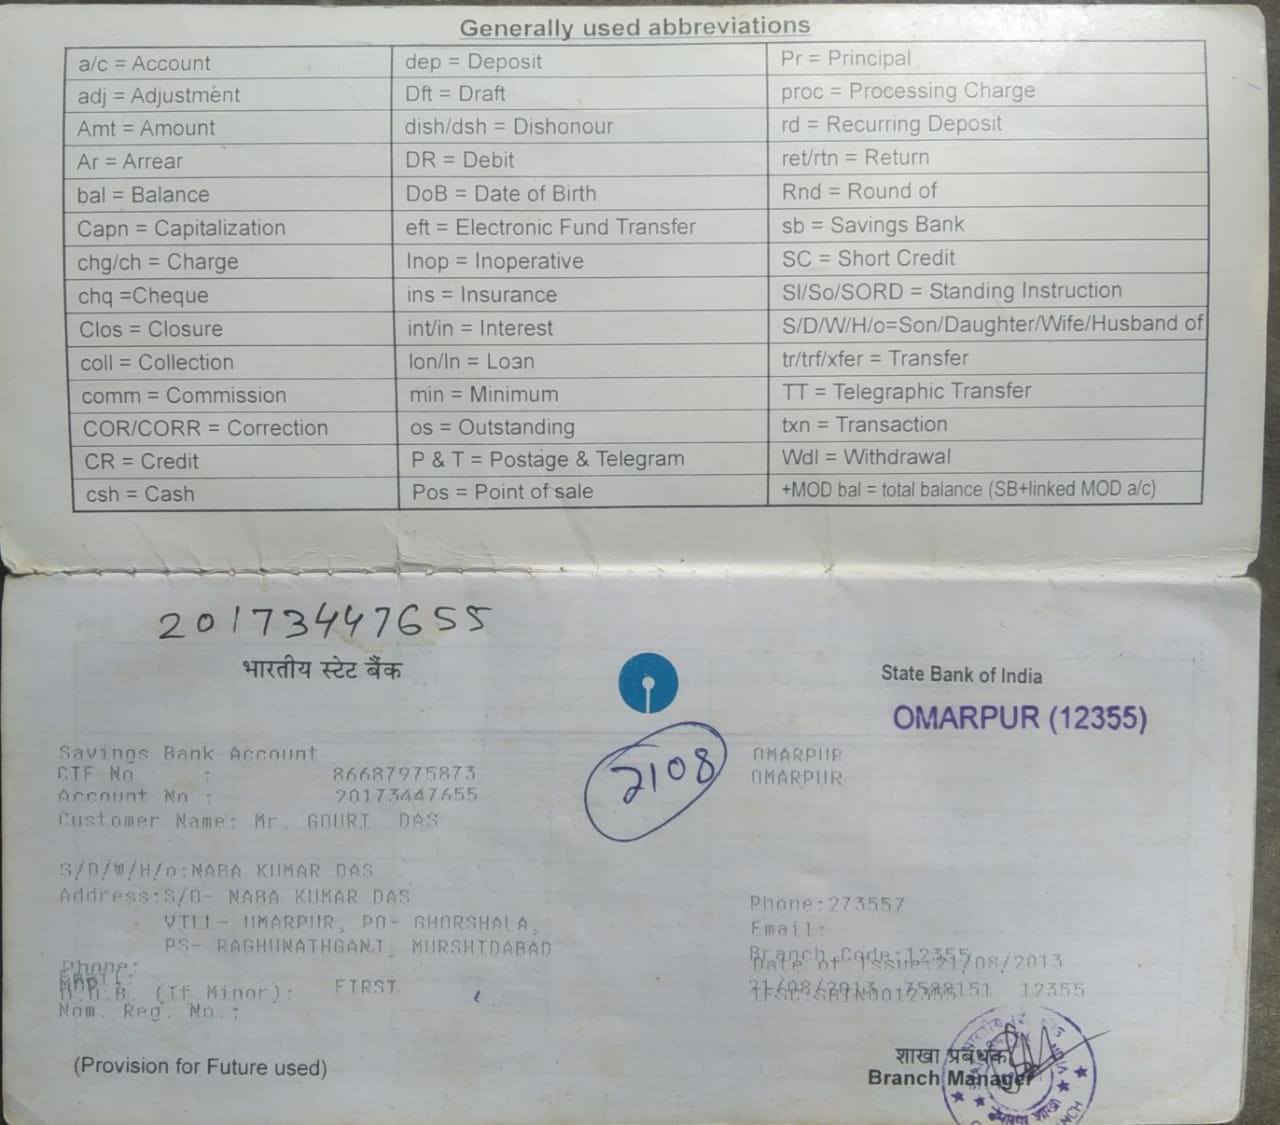 Generally used abbreviations
a/c = Account
adj = Adjustment
Amt = Amount
Ar = Arrear
bal = Balance
Capn = Capitalization
chg/ch = Charge
chq =Cheque
Clos = Closure
coll = Collection
comm = Commission
COR/CORR = Correction
CR = Credit
csh = Cash
dep = Deposit
Dft = Draft
dish/dsh = Dishonour
DR = Debit
DoB = Date of Birth
eft = Electronic Fund Transfer
Inop = Inoperative
ins = Insurance
int/in = Interest
lon/ln = Loan
min = Minimum
os = Outstanding
P & T = Postage & Telegram
Pos = Point of sale
Pr = Principal
proc = Processing Charge
rd = Recurring Deposit
ret/rtn = Return
Rnd = Round of
sb = Savings Bank
SC = Short Credit
SI/So/SORD = Standing Instruction
S/D/W/H/o=Son/Daughter/Wife/Husband of
tr/trf/xfer = Transfer
TT = Telegraphic Transfer
txn = Transaction
Wdl = Withdrawal
+MOD bal = total balance (SB+linked MOD a/c)
20173447655
भारतीय स्टेट बैंक
State Bank of India
OMARPUR (12355)
2108
Savings Bank Account
CIF No : 86687975873
Account No : 20173447655
Customer Name: Mr. GOURI DAS
OMARPUR
OMARPUR
S/D/W/H/o:NABA KUMAR DAS
Address:S/O- NABA KUMAR DAS
VILL- UMARPUR, PO- GHORSHALA,
PS- RAGHUNATHGANJ, MURSHIDABAD
Phone:
(If Minor): FIRST
Nom. Reg. No.:
Phone:273557
Email:
Branch Code:12355
Date of Issue:21/08/2013
21/08/2013 7588151 12355
IFSC:SBIN0012355
(Provision for Future used)
शाखा प्रबंधक
Branch Manager